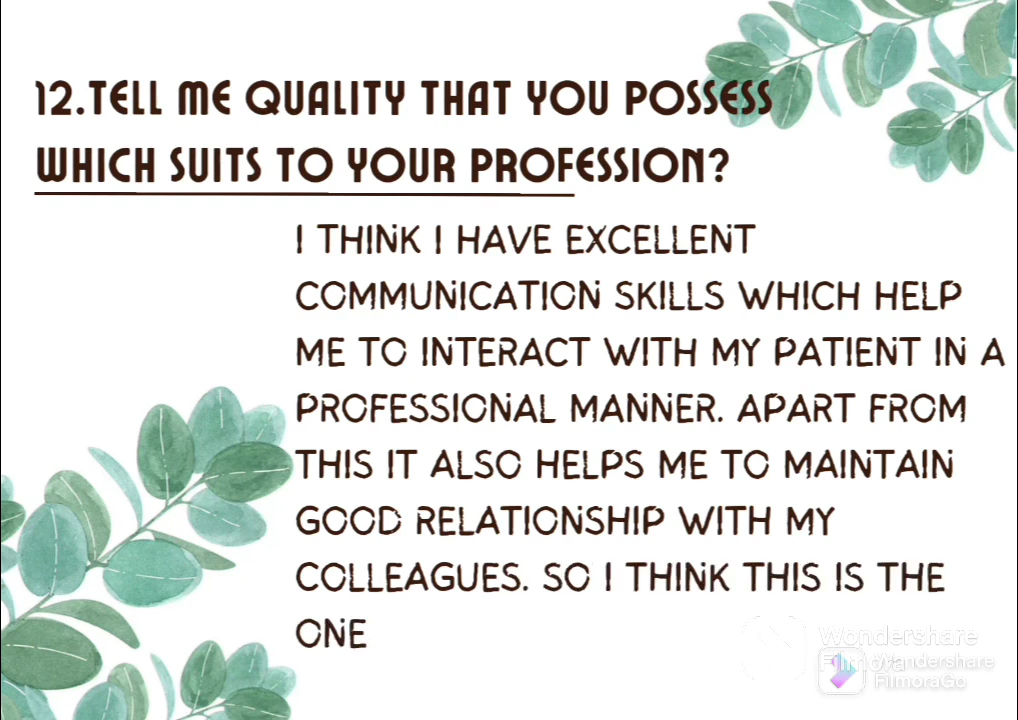 12.TELL ME QUALITY THAT YOU POSSESS
WHICH SUITS TO YOUR PROFESSION?
I THINK I HAVE EXCELLENT
COMMUNICATION SKILLS WHICH HELP
ME TO INTERACT WITH MY PATIENT IN A
PROFESSIONAL MANNER. APART FROM
THIS IT ALSO HELPS ME TO MAINTAIN
GOOD RELATIONSHIP WITH MY
COLLEAGUES. SO I THINK THIS IS THE
ONE
Wondershare
Filmora
Wondershare
FilmoraGo